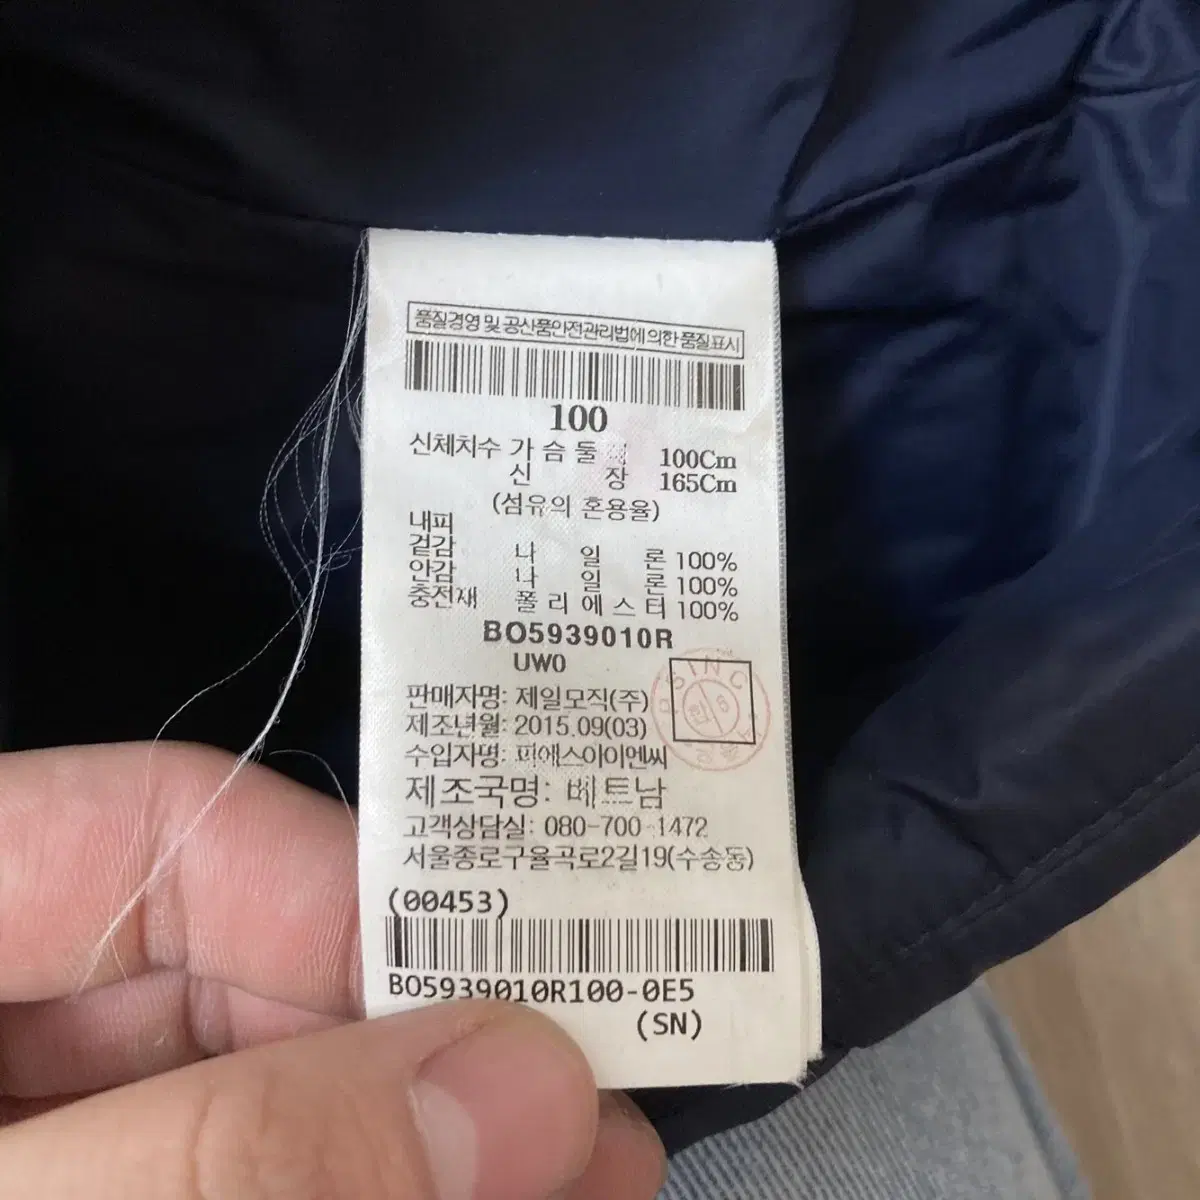 품질경영 및 공산품안전관리법에 의한 품질표시
100
신체치수 가 슴 둘 레 100Cm
신 장 165Cm
(섬유의 혼용율)
내피
겉감 나 일 론 100%
안감 나 일 론 100%
충전재 폴 리 에 스 터 100%
BO5939010R
UW0
판매자명: 제일모직(주)
제조년월: 2015.09(03)
수입자명: 피에스아이엔씨
제조국명: 베트남
고객상담실: 080-700-1472
서울종로구율곡로2길19(수송동)
(00453)
BO5939010R100-0E5
(SN)